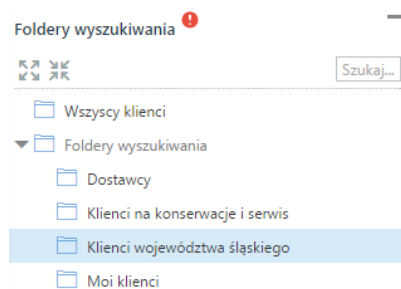 Foldery wyszukiwania
Szukaj...
Wszyscy klienci
Foldery wyszukiwania
Dostawcy
Klienci na konserwacje i serwis
Klienci województwa śląskiego
Moi klienci